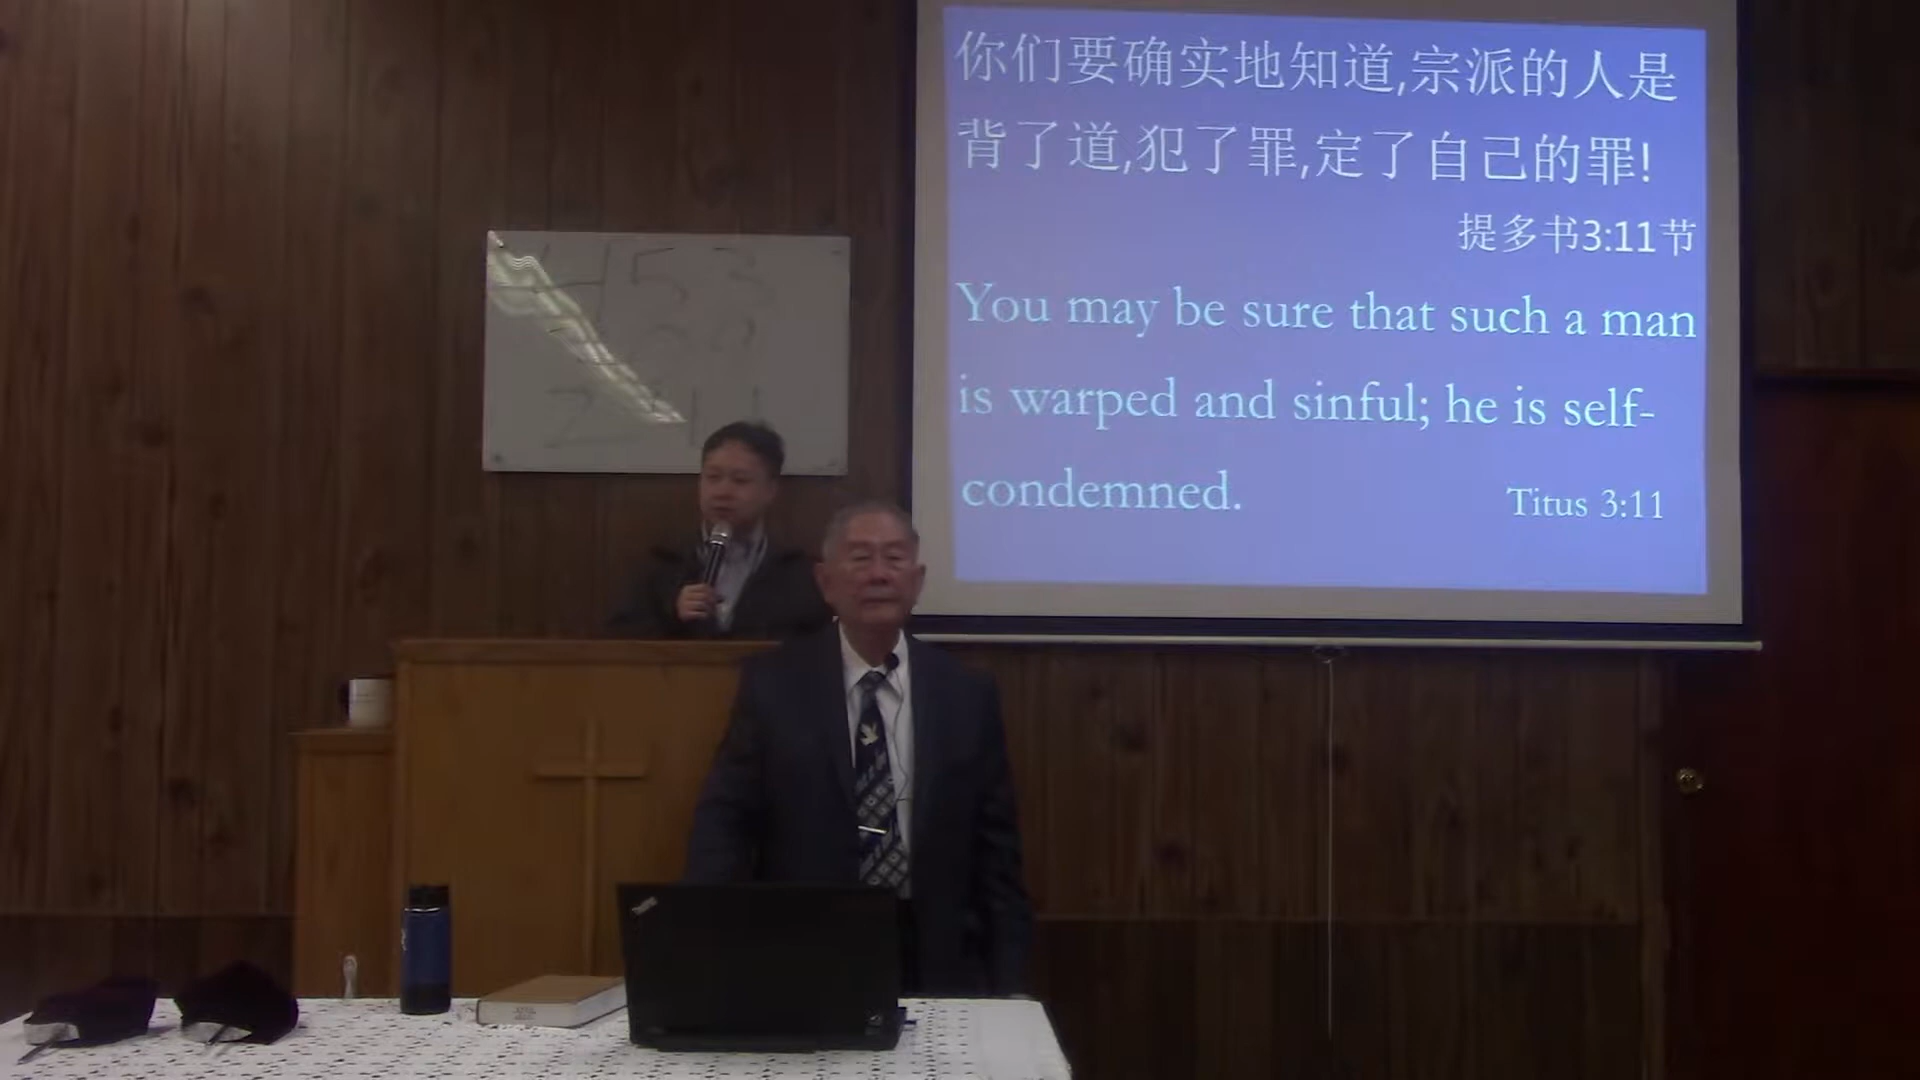 你们要确实地知道,宗派的人是
背了道,犯了罪,定了自己的罪!
提多书3:11节
You may be sure that such a man
is warped and sinful; he is self-
condemned.
Titus 3:11
453
ThinkPad